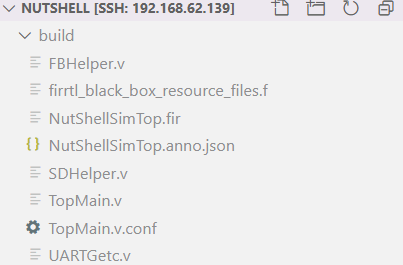 NUTSHELL [SSH: 192.168.62.139]
build
FBHelper.v
firrtl_black_box_resource_files.f
NutShellSimTop.fir
{} NutShellSimTop.anno.json
SDHelper.v
TopMain.v
TopMain.v.conf
UARTGetc.v